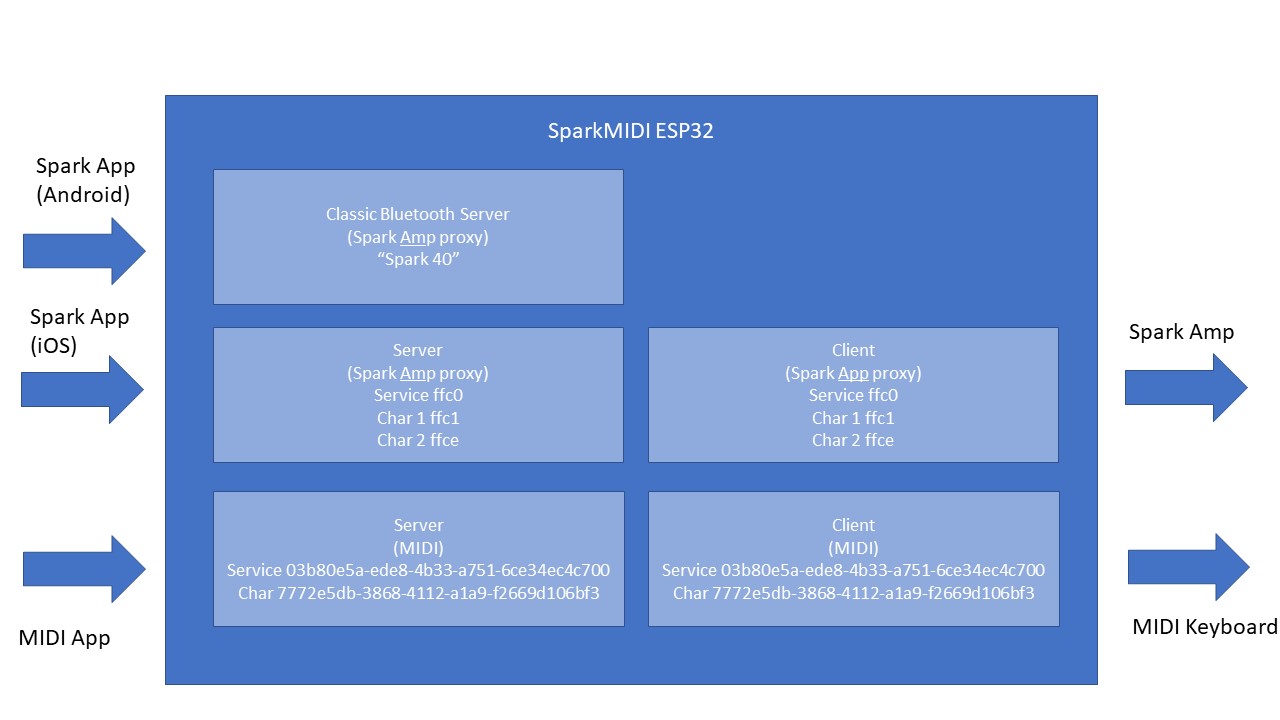 SparkMIDI ESP32
Spark App
(Android)
Classic Bluetooth Server
(Spark Amp proxy)
“Spark 40”
Spark App
(iOS)
Server
(Spark Amp proxy)
Service ffc0
Char 1 ffc1
Char 2 ffce
Client
(Spark App proxy)
Service ffc0
Char 1 ffc1
Char 2 ffce
Spark Amp
Server
(MIDI)
Service 03b80e5a-ede8-4b33-a751-6ce34ec4c700
Char 7772e5db-3868-4112-a1a9-f2669d106bf3
Client
(MIDI)
Service 03b80e5a-ede8-4b33-a751-6ce34ec4c700
Char 7772e5db-3868-4112-a1a9-f2669d106bf3
MIDI App
MIDI Keyboard